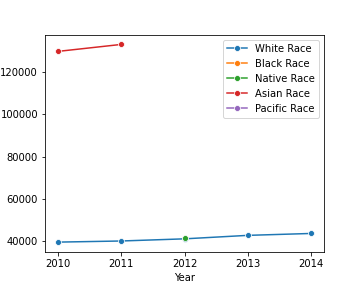 White Race
Black Race
Native Race
Asian Race
Pacific Race
120000
100000
80000
60000
40000
2010 2011 2012 2013 2014
Year